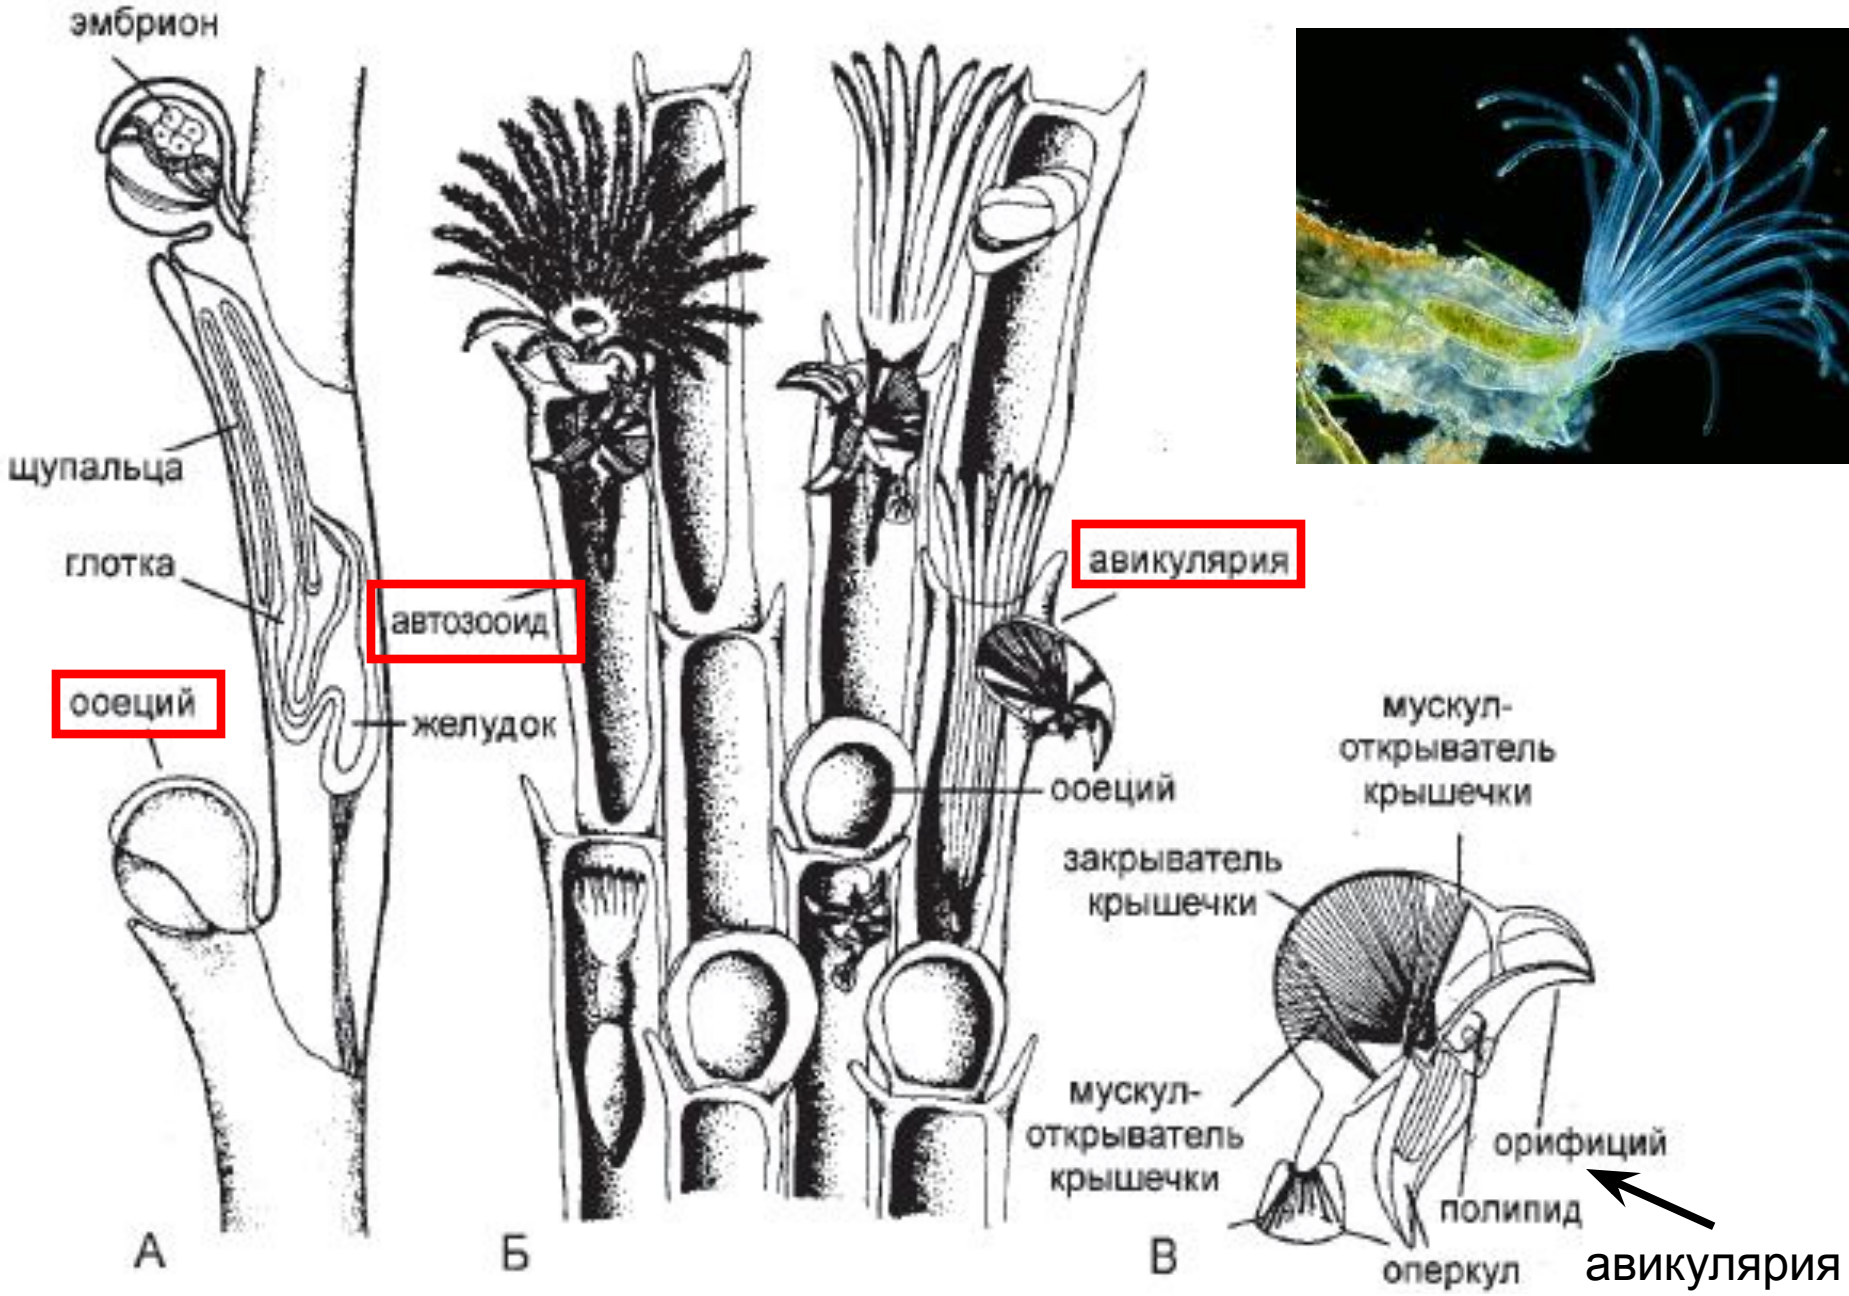 эмбрион
щупальца
глотка
автозооид
ооеций
желудок
авикулярия
ооеций
мускул-
открыватель
крышечки
закрыватель
крышечки
мускул-
открыватель
крышечки
орифиций
полипид
оперкул
авикулярия
А
Б
В